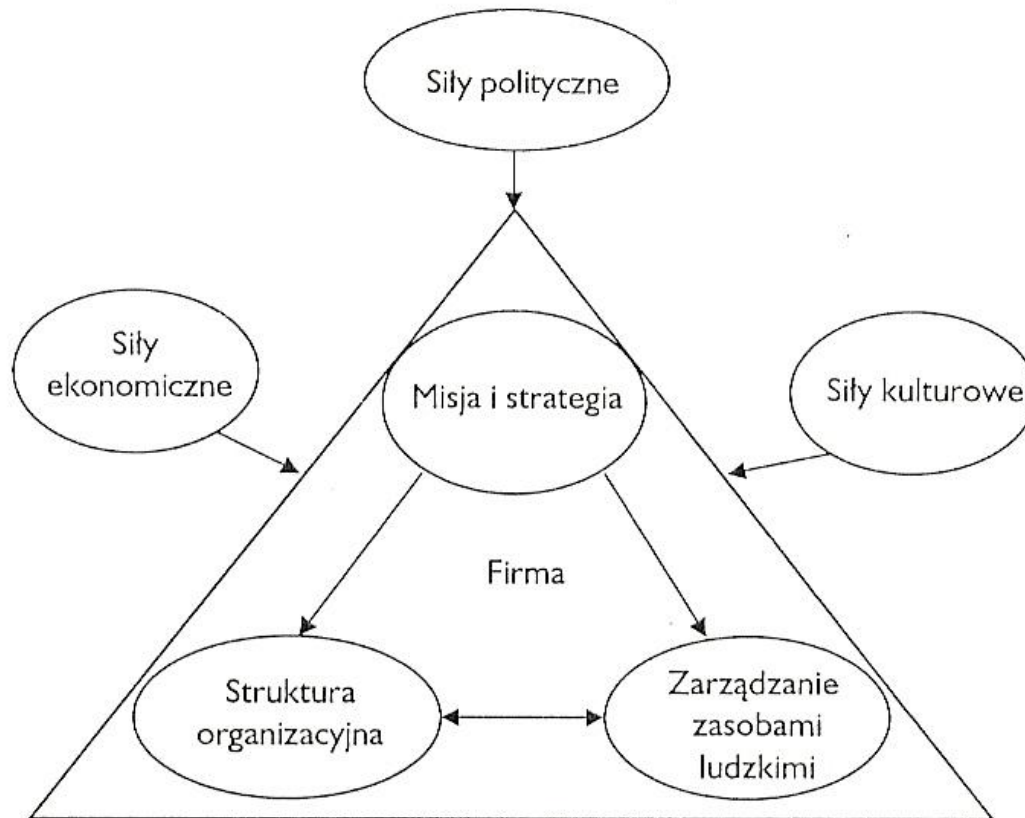 Siły polityczne
Siły
ekonomiczne
Misja i strategia
Siły kulturowe
Firma
Struktura
organizacyjna
Zarządzanie
zasobami
ludzkimi